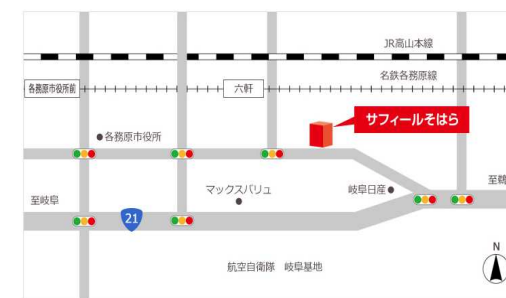 JR高山本線
名鉄各務原線
各務原市役所前
六軒
サフィールそはら
各務原市役所
マックスバリュ
岐阜日産
至鵜
至岐阜
21
航空自衛隊 岐阜基地
N